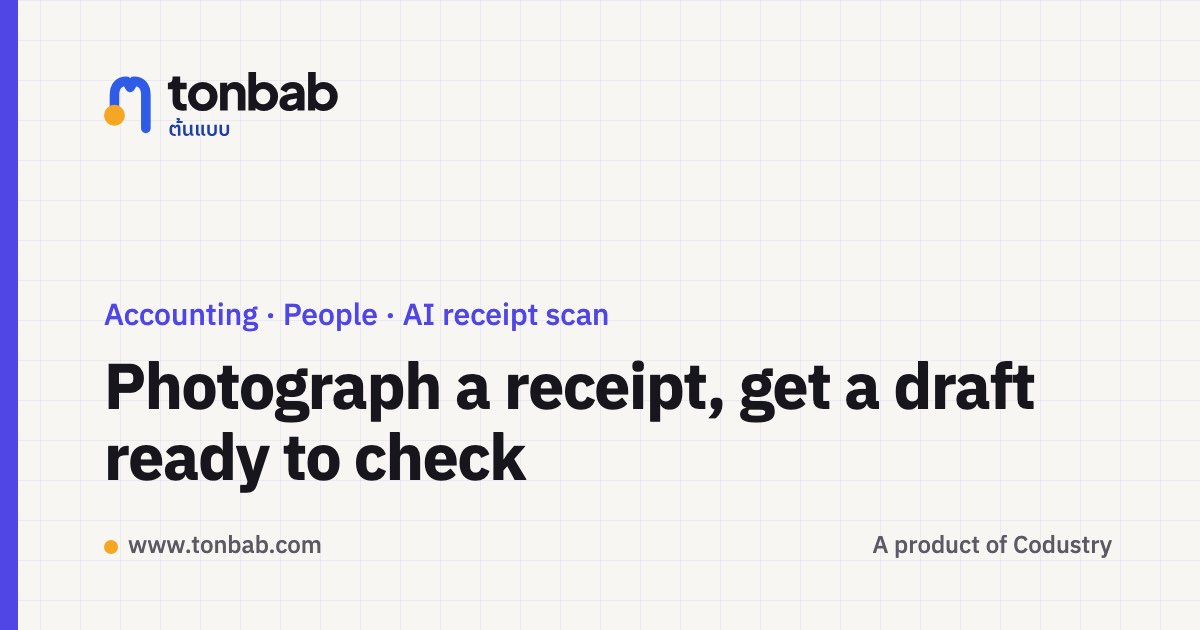 tonbab
ต้นแบบ
Accounting · People · AI receipt scan
Photograph a receipt, get a draft
ready to check
www.tonbab.com
A product of Codustry